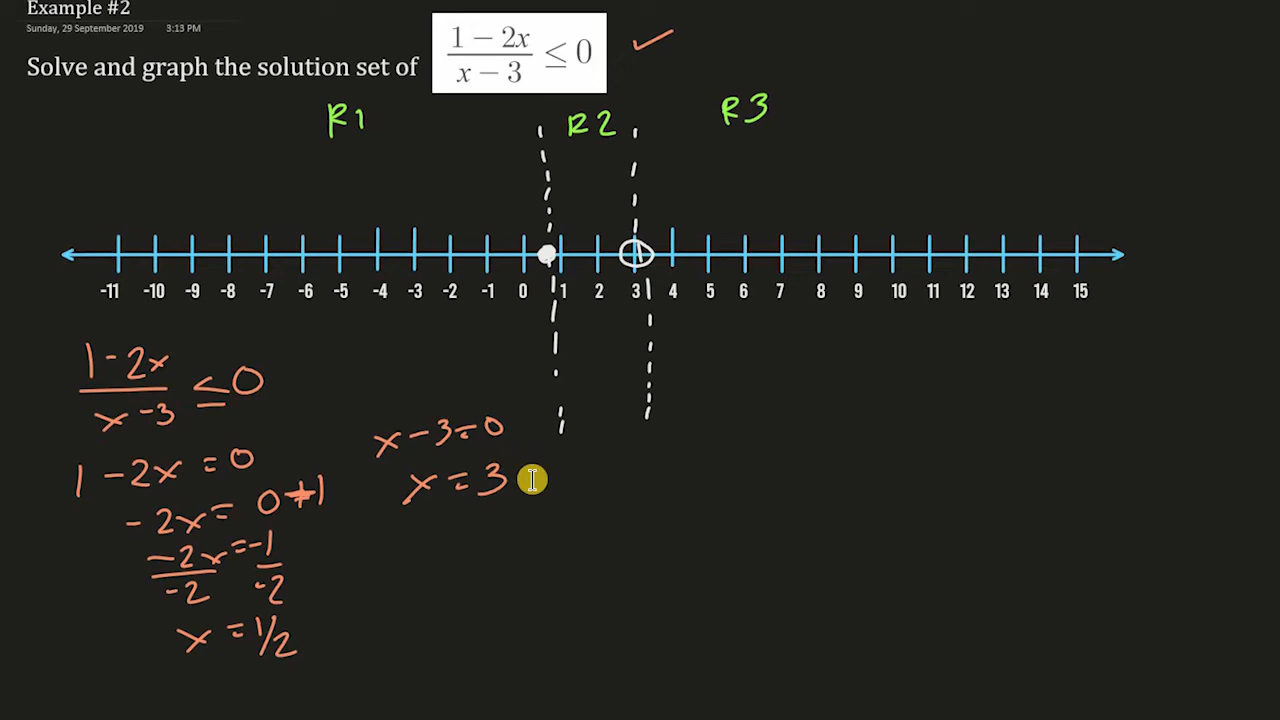 Example #2
Sunday, 29 September 2019 3:13 PM
Solve and graph the solution set of (1 − 2x)/(x − 3) ≤ 0 ✓
R1 R2 R3
-11 -10 -9 -8 -7 -6 -5 -4 -3 -2 -1 0 1 2 3 4 5 6 7 8 9 10 11 12 13 14 15
(1 - 2x)/(x - 3) ≤ 0
1 - 2x = 0
-2x = 0 - 1
-2x/-2 = -1/-2
x = 1/2
x - 3 = 0
x = 3